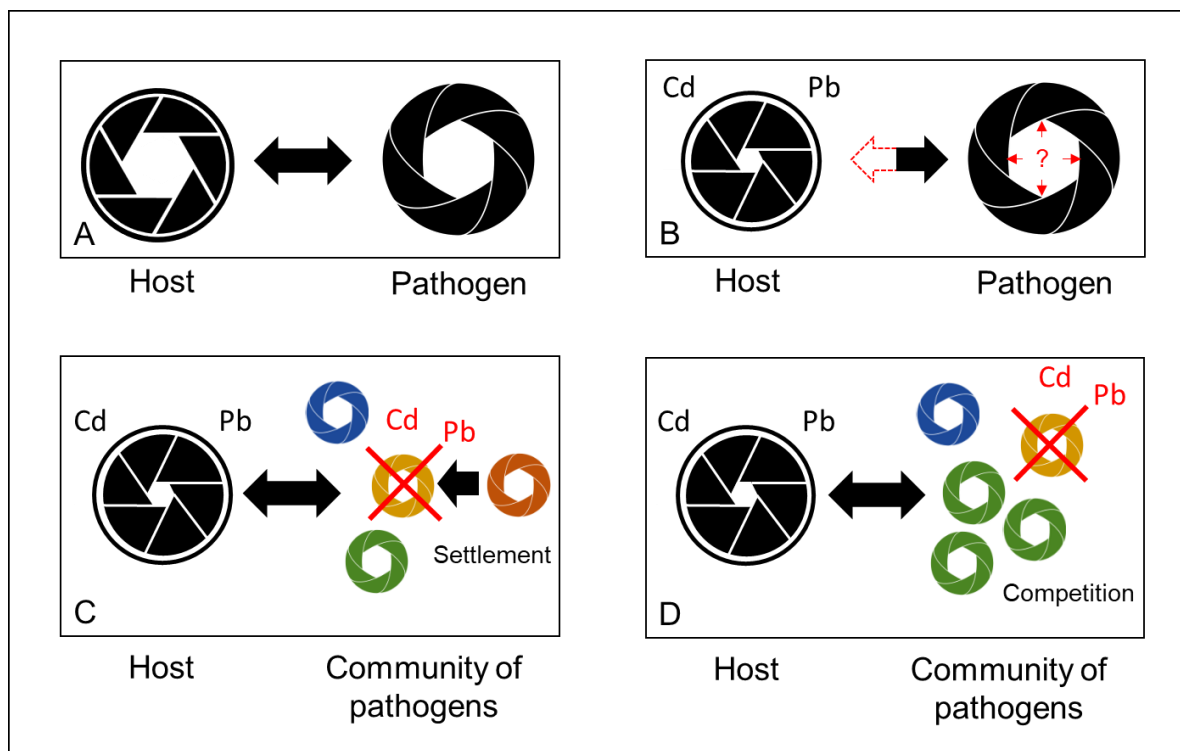 A
Host
Pathogen
Cd
Pb
?
B
Host
Pathogen
Cd
Pb
Cd
Pb
Settlement
C
Host
Community of
pathogens
Cd
Pb
Cd
Pb
Competition
D
Host
Community of
pathogens